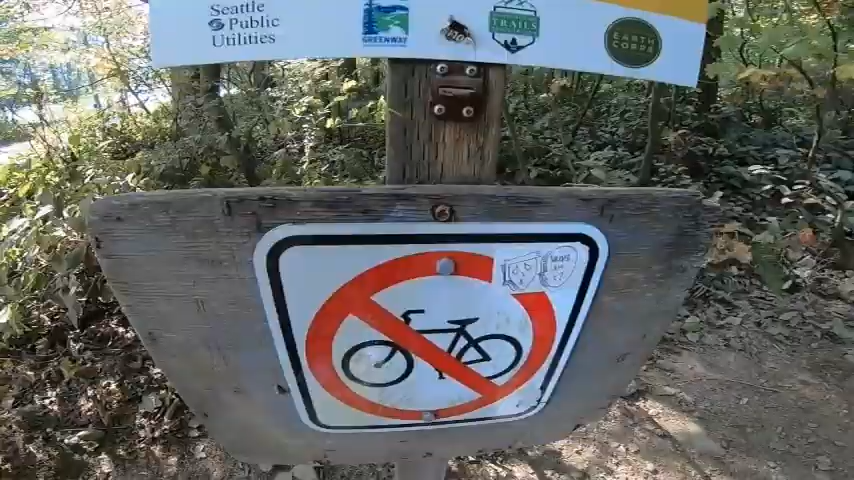 Seattle
Public
Utilities
GREENWAY
TRAILS
EARTH
CORPS